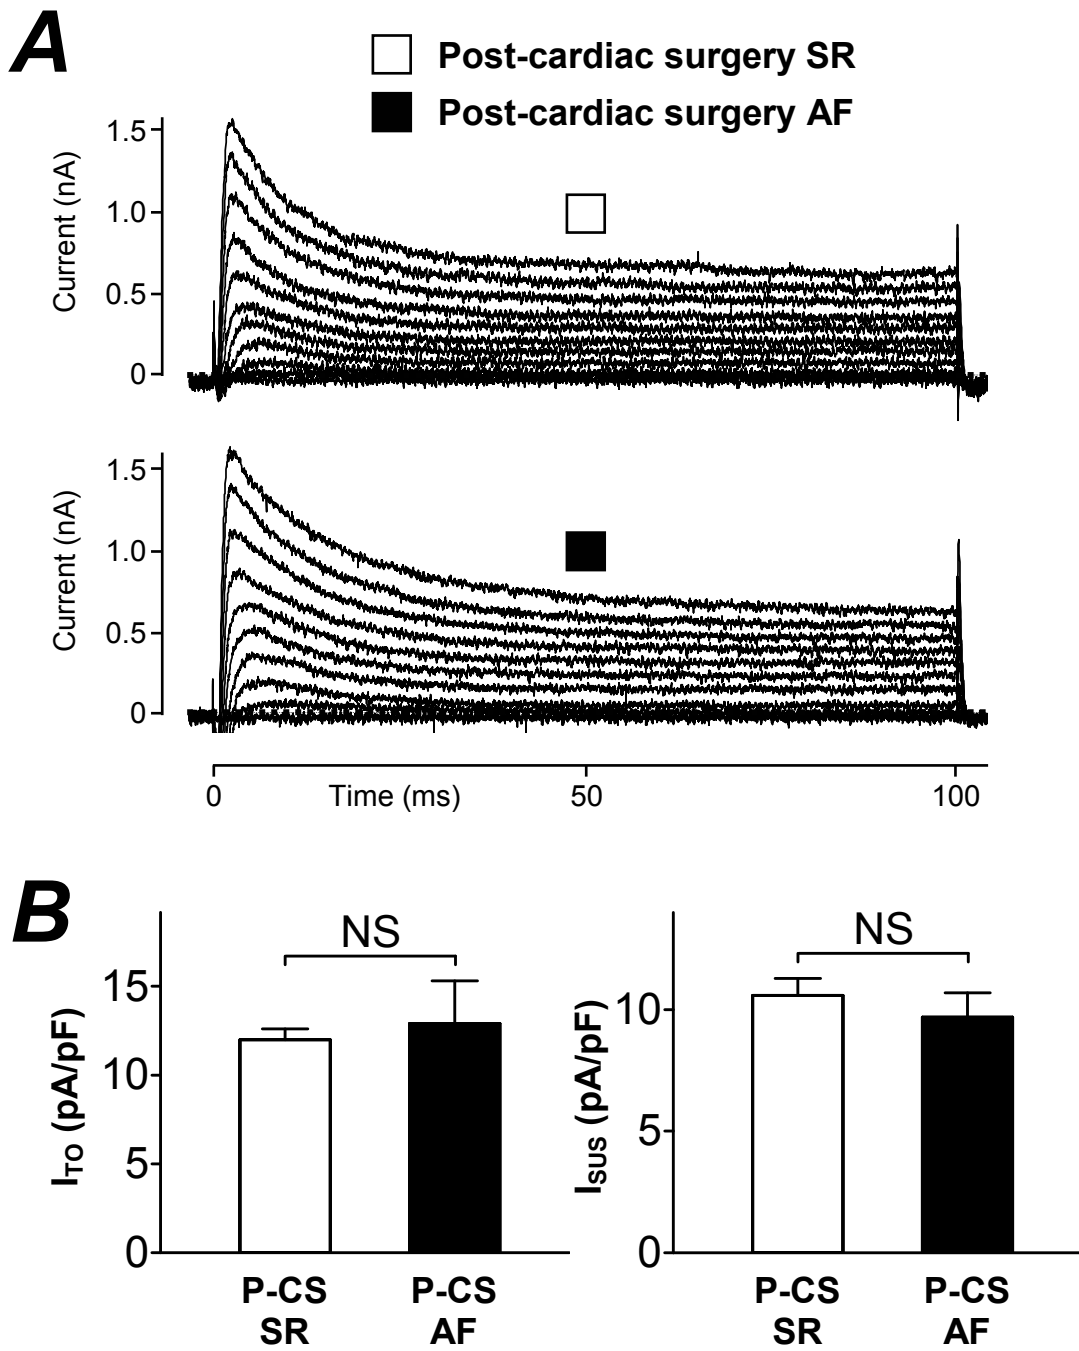 A
Post-cardiac surgery SR
Post-cardiac surgery AF
Current (nA)
1.5
1.0
0.5
0
Current (nA)
1.5
1.0
0.5
0
0
Time (ms)
50
100
B
I_TO (pA/pF)
15
10
5
0
NS
P-CS
SR
P-CS
AF
I_SUS (pA/pF)
10
5
0
NS
P-CS
SR
P-CS
AF